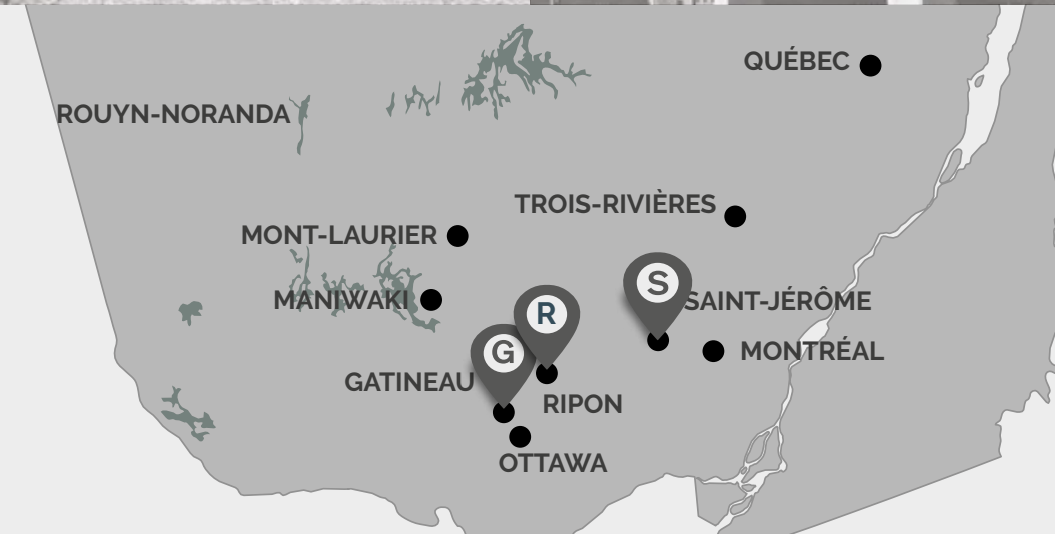 QUÉBEC
ROUYN-NORANDA
TROIS-RIVIÈRES
MONT-LAURIER
S
SAINT-JÉRÔME
MANIWAKI
R
G
MONTRÉAL
GATINEAU
RIPON
OTTAWA